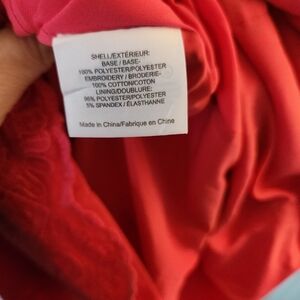 SHELL/EXTÉRIEUR:
BASE / BASE-
100% POLYESTER/POLYESTER
EMBROIDERY / BRODERIE-
100% COTTON/COTON
LINING/DOUBLURE:
95% POLYESTER/POLYESTER
5% SPANDEX / ÉLASTHANNE
Made in China/Fabriqué en Chine